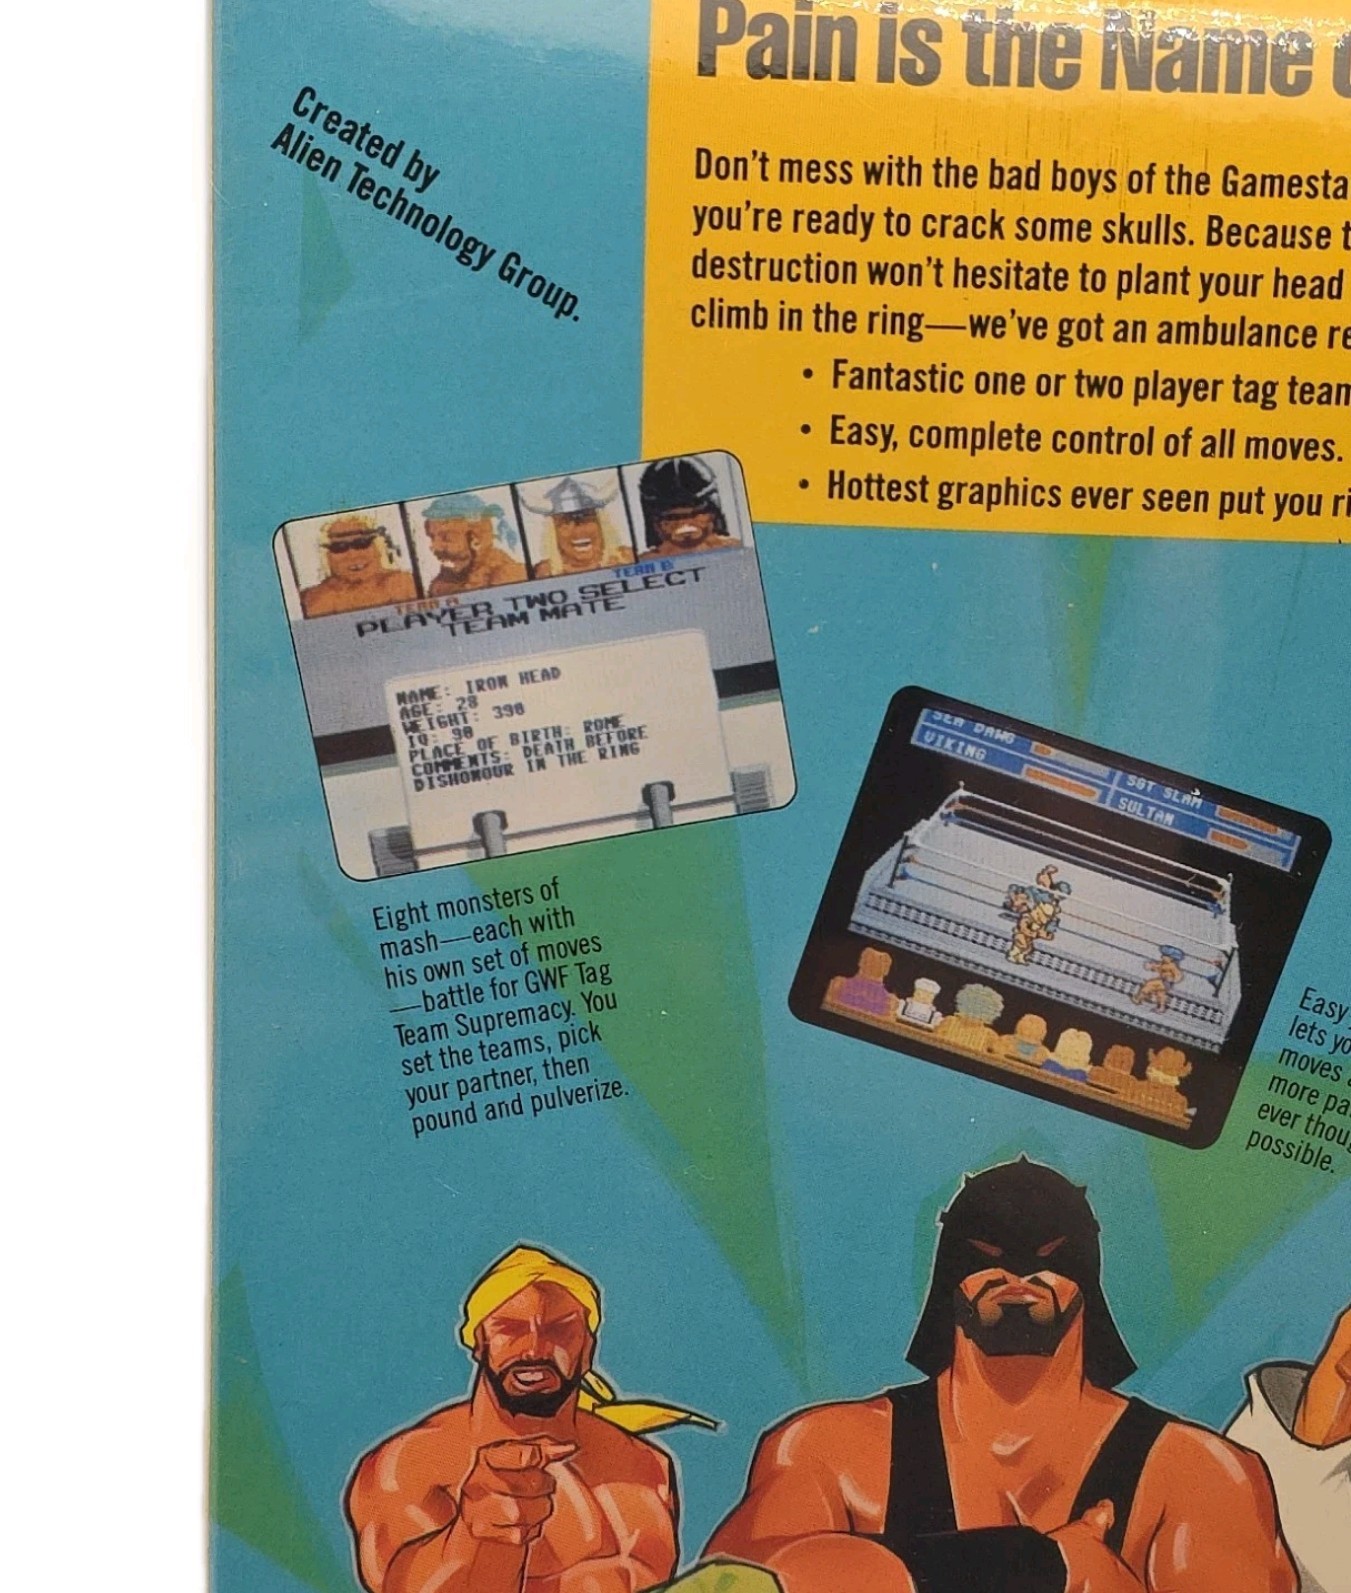 Pain is the Name
Created by
Alien Technology Group.
Don't mess with the bad boys of the Gamesta
you're ready to crack some skulls. Because t
destruction won't hesitate to plant your head
climb in the ring—we've got an ambulance re
• Fantastic one or two player tag team
• Easy, complete control of all moves.
• Hottest graphics ever seen put you ri
TEAM A
TEAM B
PLAYER TWO SELECT
TEAM MATE
NAME: IRON HEAD
AGE: 28
WEIGHT: 390
IQ: 90
PLACE OF BIRTH: ROME
COMMENTS: DEATH BEFORE
DISHONOUR IN THE RING
SEA DAWG
VIKING
SGT SLAM
SULTAN
Eight monsters of
mash—each with
his own set of moves
—battle for GWF Tag
Team Supremacy. You
set the teams, pick
your partner, then
pound and pulverize.
Easy
lets yo
moves
more pa
ever thoug
possible.